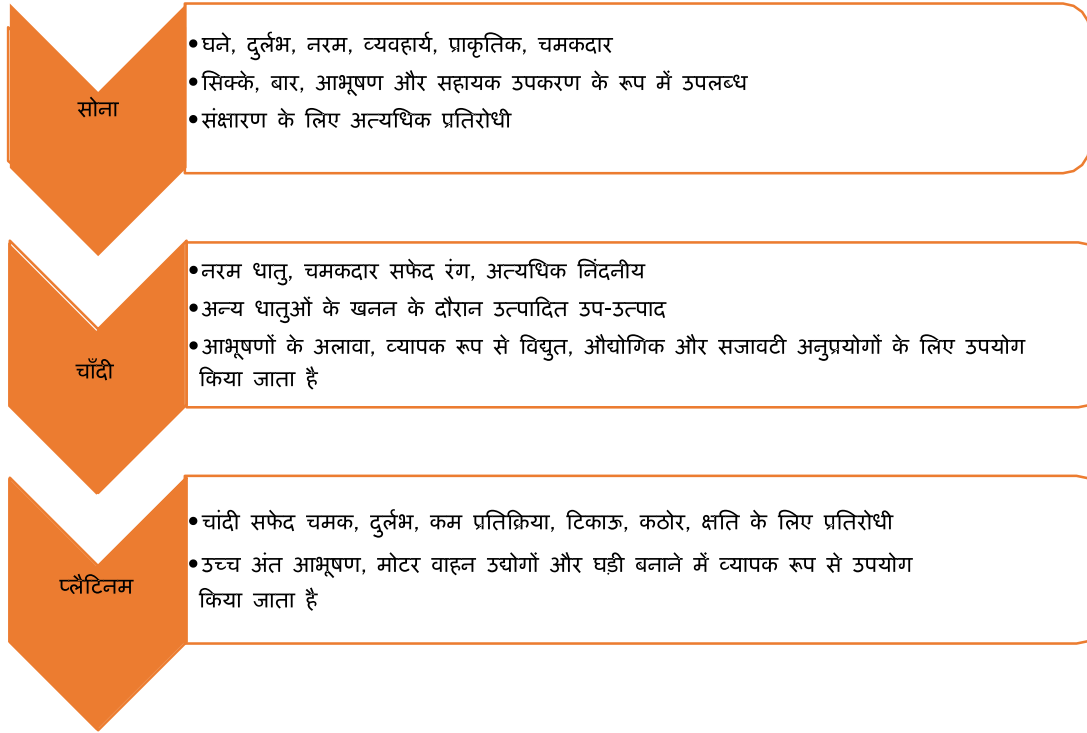 सोना
•घने, दुर्लभ, नरम, व्यवहार्य, प्राकृतिक, चमकदार
•सिक्के, बार, आभूषण और सहायक उपकरण के रूप में उपलब्ध
•संक्षारण के लिए अत्यधिक प्रतिरोधी
चाँदी
•नरम धातु, चमकदार सफेद रंग, अत्यधिक निंदनीय
•अन्य धातुओं के खनन के दौरान उत्पादित उप-उत्पाद
•आभूषणों के अलावा, व्यापक रूप से विद्युत, औद्योगिक और सजावटी अनुप्रयोगों के लिए उपयोग
किया जाता है
प्लैटिनम
•चांदी सफेद चमक, दुर्लभ, कम प्रतिक्रिया, टिकाऊ, कठोर, क्षति के लिए प्रतिरोधी
•उच्च अंत आभूषण, मोटर वाहन उद्योगों और घड़ी बनाने में व्यापक रूप से उपयोग
किया जाता है